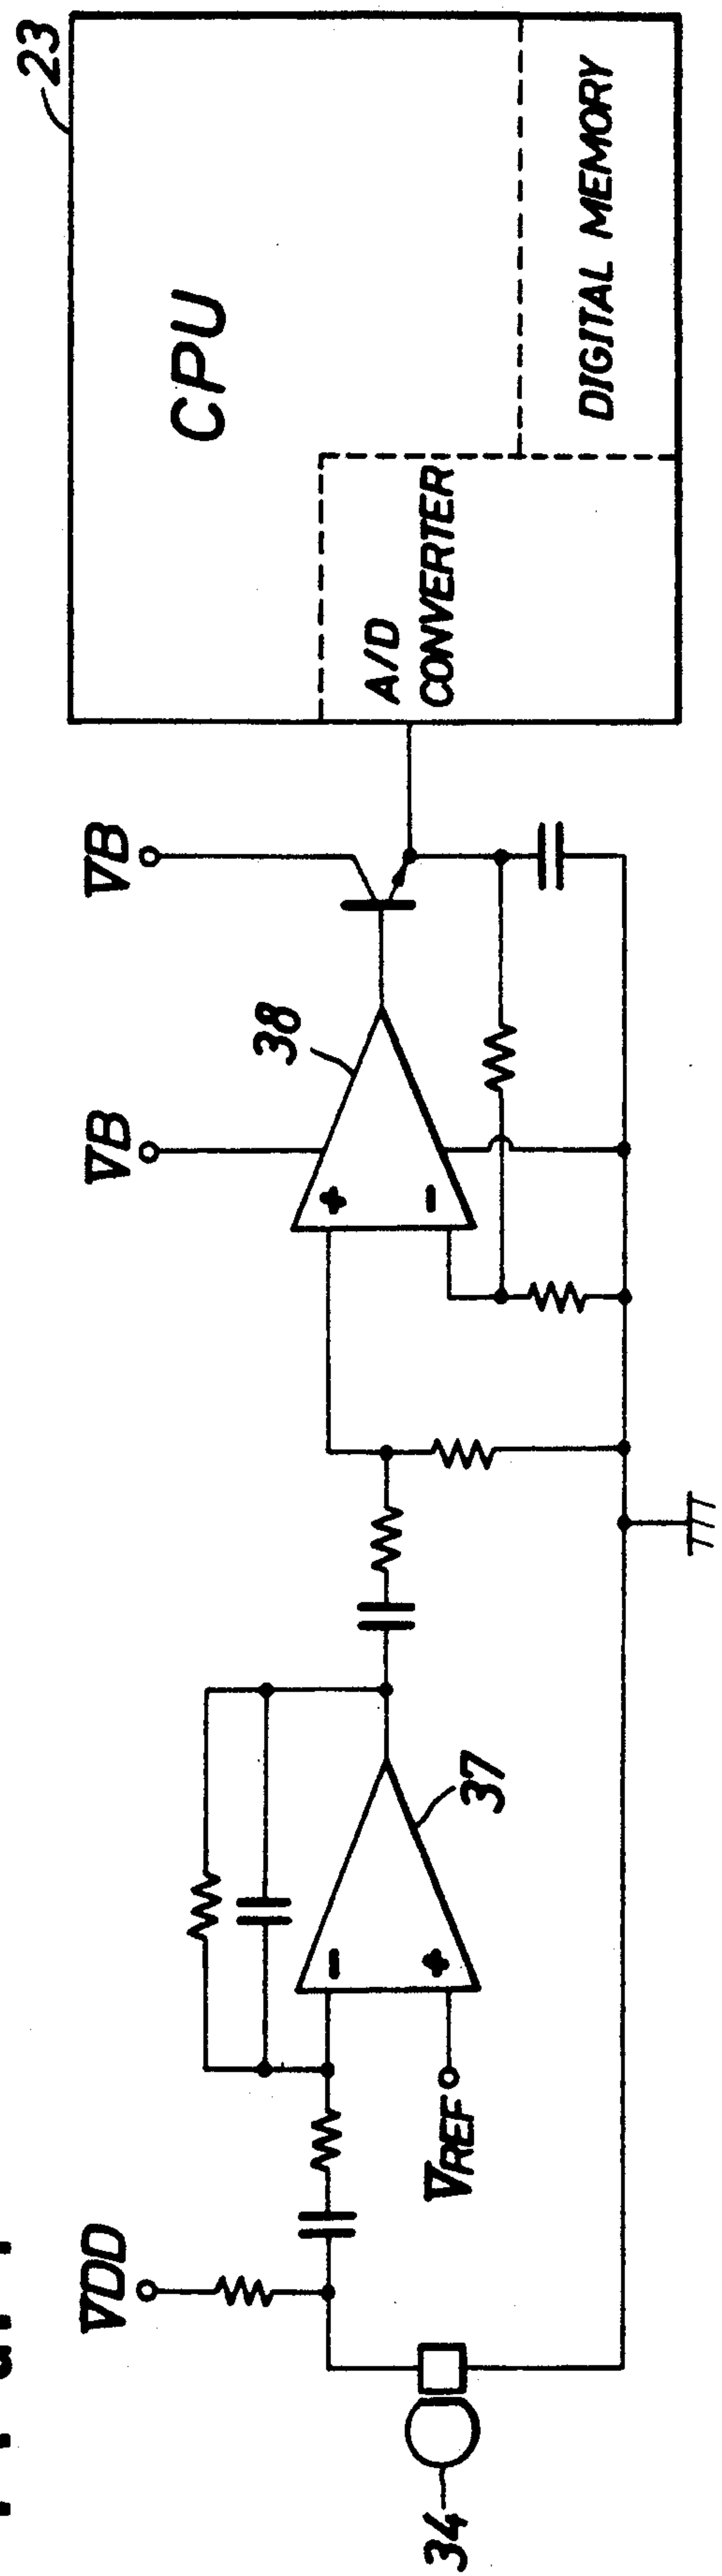 23
CPU
DIGITAL MEMORY
A/D
CONVERTER
VB
VB
38
+
-
37
-
+
VREF
VDD
34